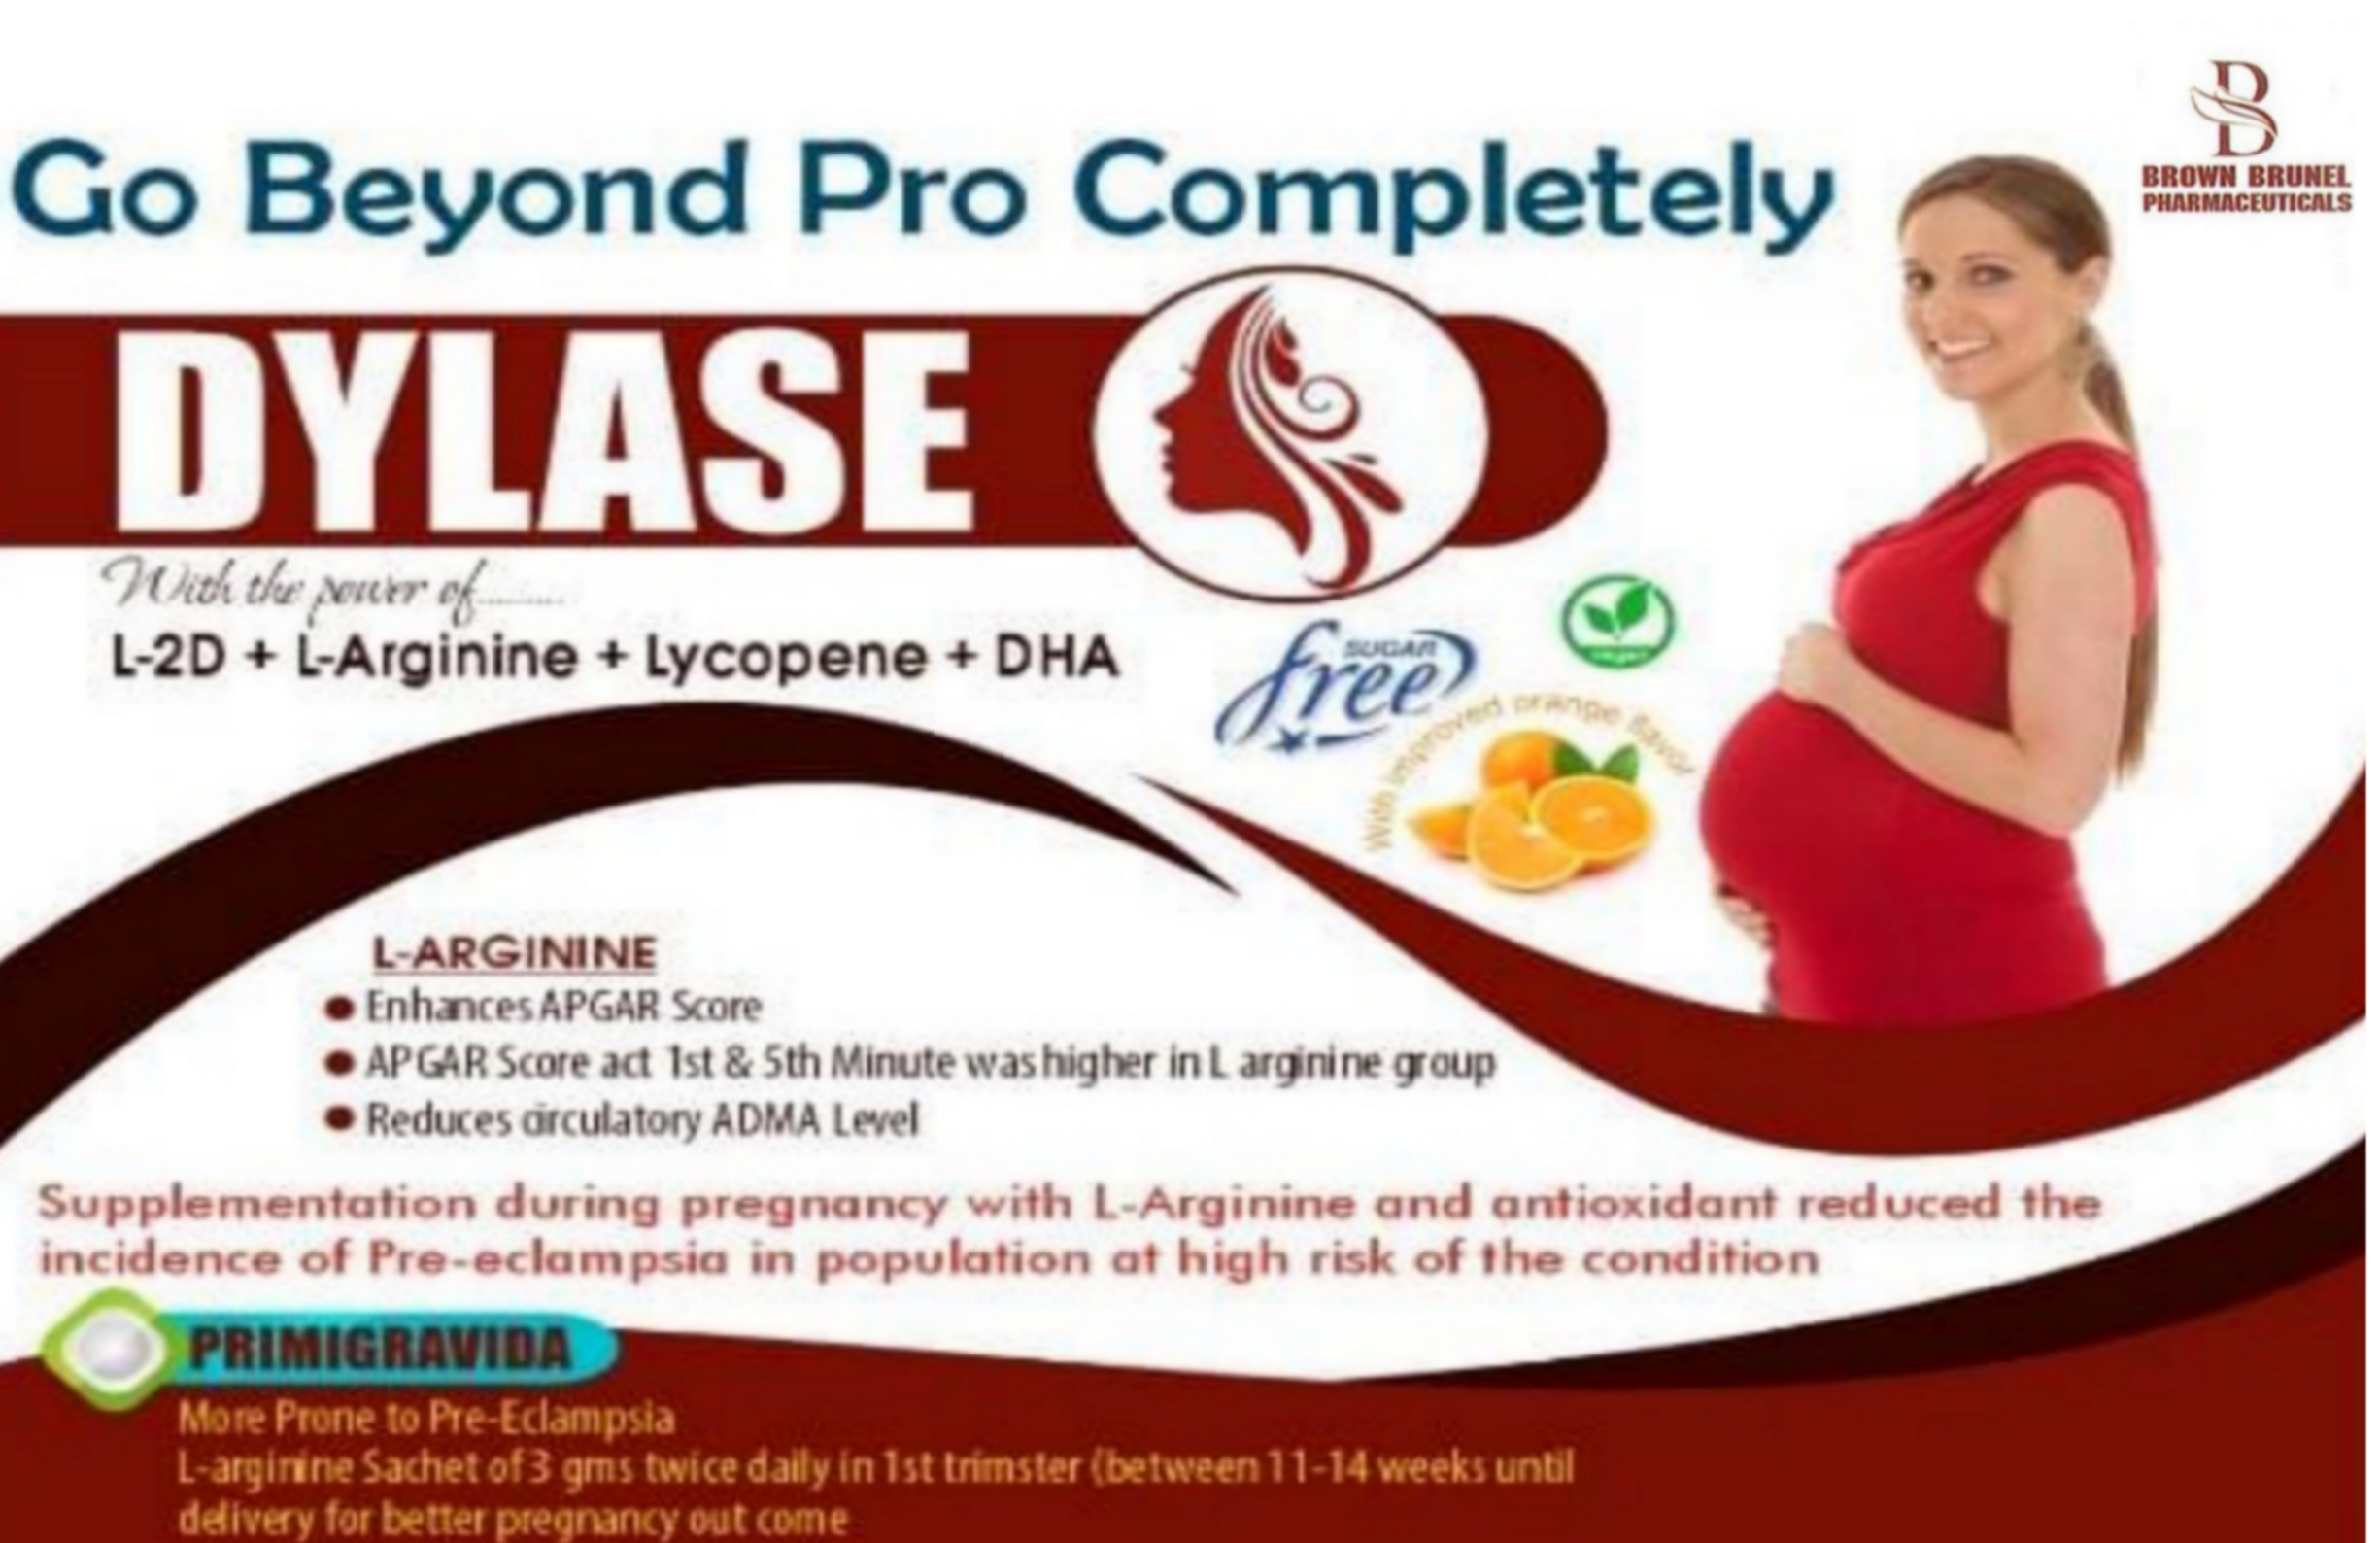 BROWN BRUNEL
PHARMACEUTICALS
Go Beyond Pro Completely
DYLASE
With the power of.........
L-2D + L-Arginine + Lycopene + DHA
SUGAR
free
With improved orange flavor
L-ARGININE
Enhances APGAR Score
APGAR Score act 1st & 5th Minute was higher in L arginine group
Reduces circulatory ADMA Level
Supplementation during pregnancy with L-Arginine and antioxidant reduced the
incidence of Pre-eclampsia in population at high risk of the condition
PRIMIGRAVIDA
More Prone to Pre-Eclampsia
L-arginine Sachet of 3 gms twice daily in 1st trimster (between 11-14 weeks until
delivery for better pregnancy out come